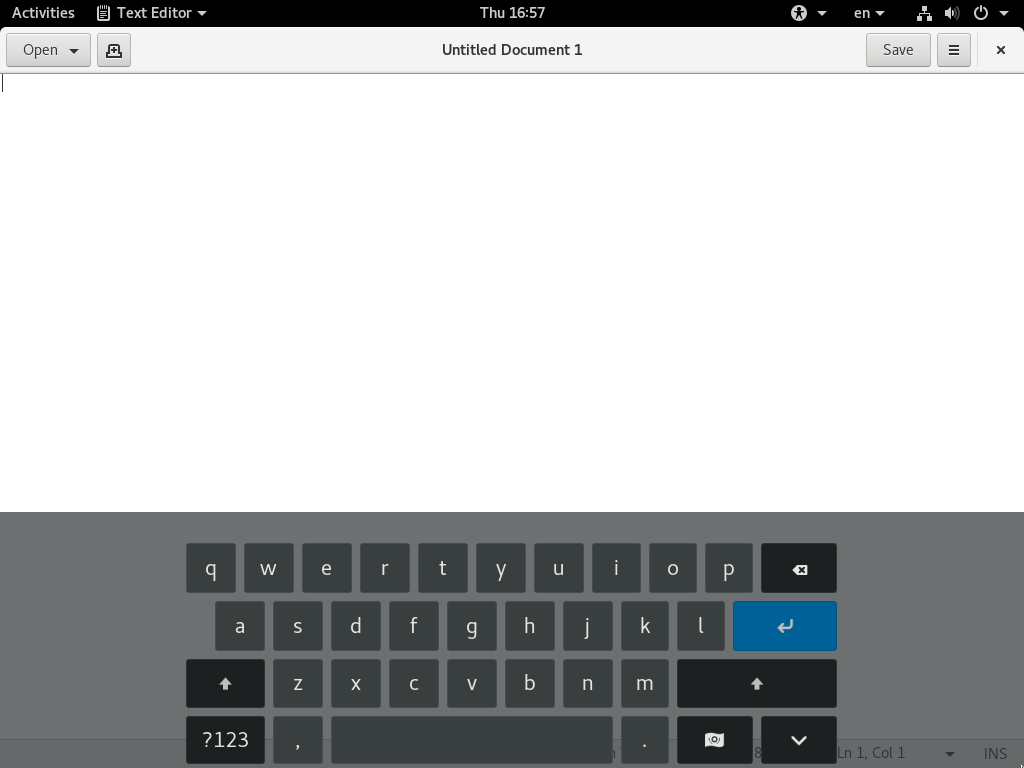 Activities Text Editor Thu 16:57 en
Open Untitled Document 1 Save
q w e r t y u i o p
a s d f g h j k l
z x c v b n m
?123 , .
Ln 1, Col 1 INS